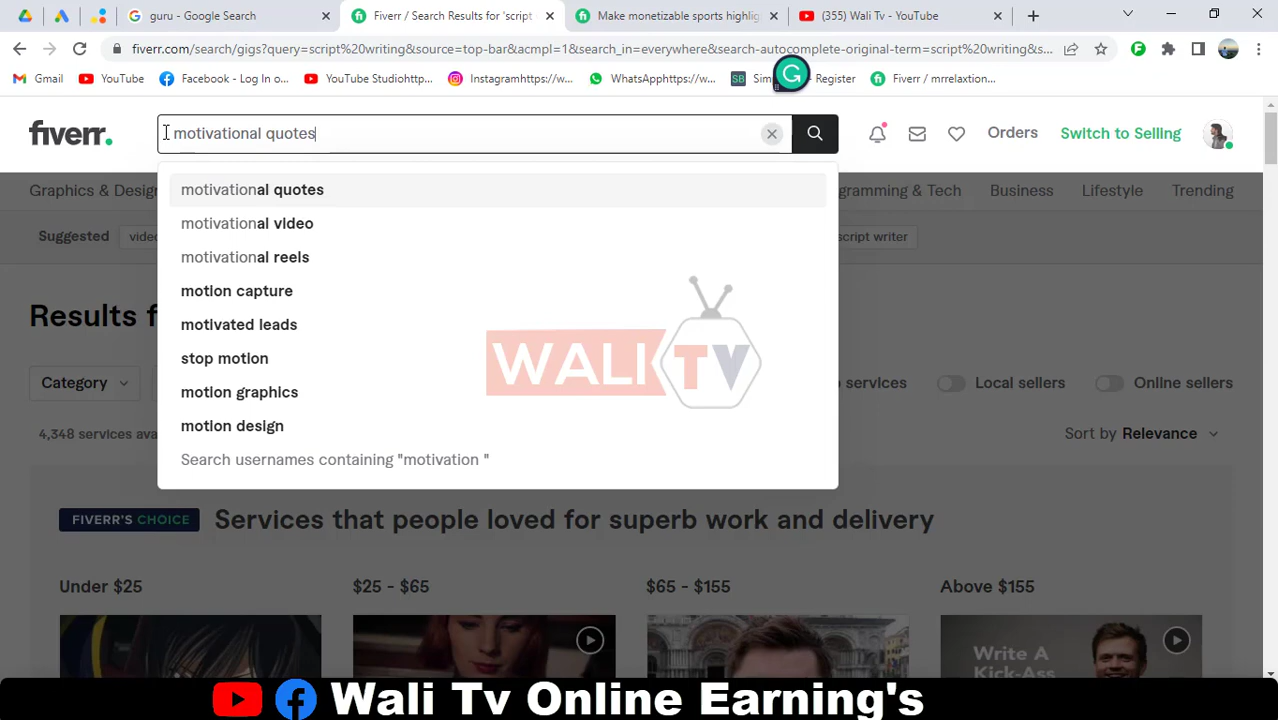 guru - Google Search
Fiverr / Search Results for 'script
Make monetizable sports highlig
(355) Wali Tv - YouTube
fiverr.com/search/gigs?query=script%20writing&source=top-bar&acmpl=1&search_in=everywhere&search-autocomplete-original-term=script%20writing&s...
Gmail
YouTube
Facebook - Log In o...
YouTube Studiohttp...
Instagramhttps://w...
WhatsApphttps://w...
Register
Fiverr / mrrelaxtion...
fiverr.
motivational quotes
Orders
Switch to Selling
Graphics & Design
Programming & Tech
Business
Lifestyle
Trending
Suggested
script writer
motivational quotes
motivational video
motivational reels
motion capture
motivated leads
stop motion
motion graphics
motion design
Search usernames containing "motivation "
Results f
Category
services
Local sellers
Online sellers
4,348 services ava
Sort by Relevance
WALI TV
FIVERR'S CHOICE
Services that people loved for superb work and delivery
Under $25
$25 - $65
$65 - $155
Above $155
Write A
Kick-Ass
Wali Tv Online Earning's